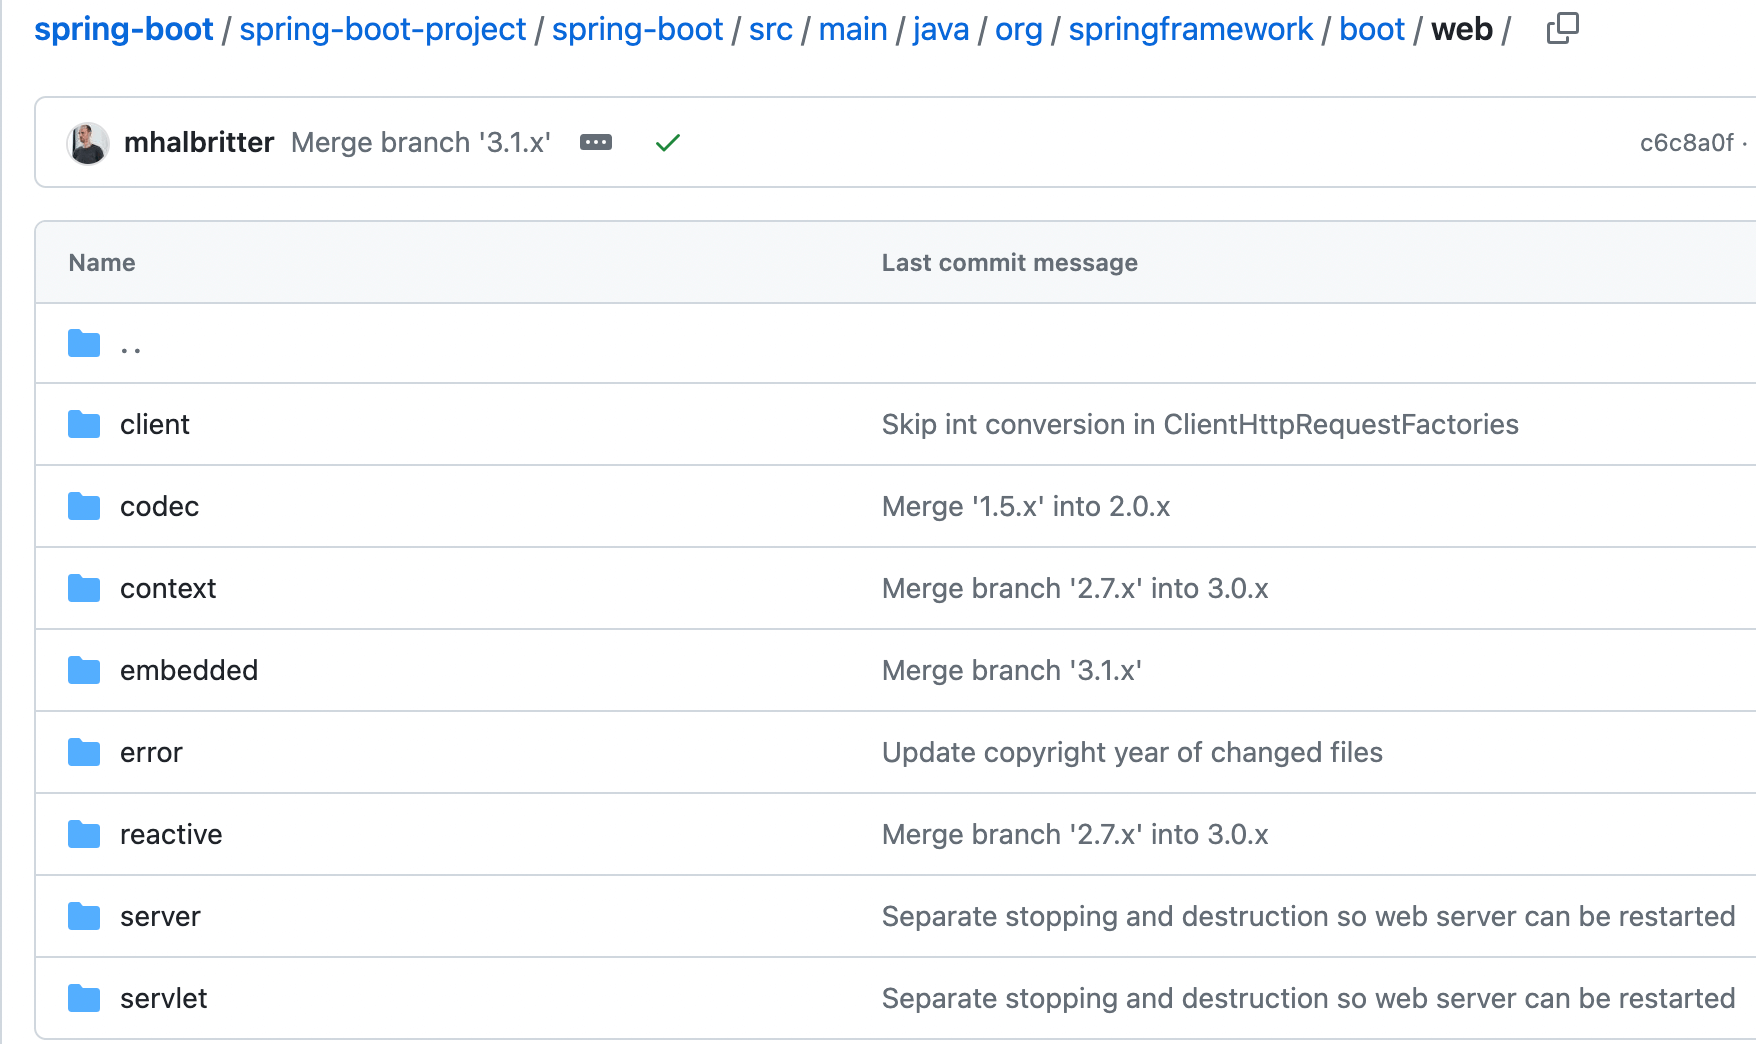 spring-boot / spring-boot-project / spring-boot / src / main / java / org / springframework / boot / web /
mhalbritter Merge branch '3.1.x' c6c8a0f ·
Name Last commit message
..
client Skip int conversion in ClientHttpRequestFactories
codec Merge '1.5.x' into 2.0.x
context Merge branch '2.7.x' into 3.0.x
embedded Merge branch '3.1.x'
error Update copyright year of changed files
reactive Merge branch '2.7.x' into 3.0.x
server Separate stopping and destruction so web server can be restarted
servlet Separate stopping and destruction so web server can be restarted